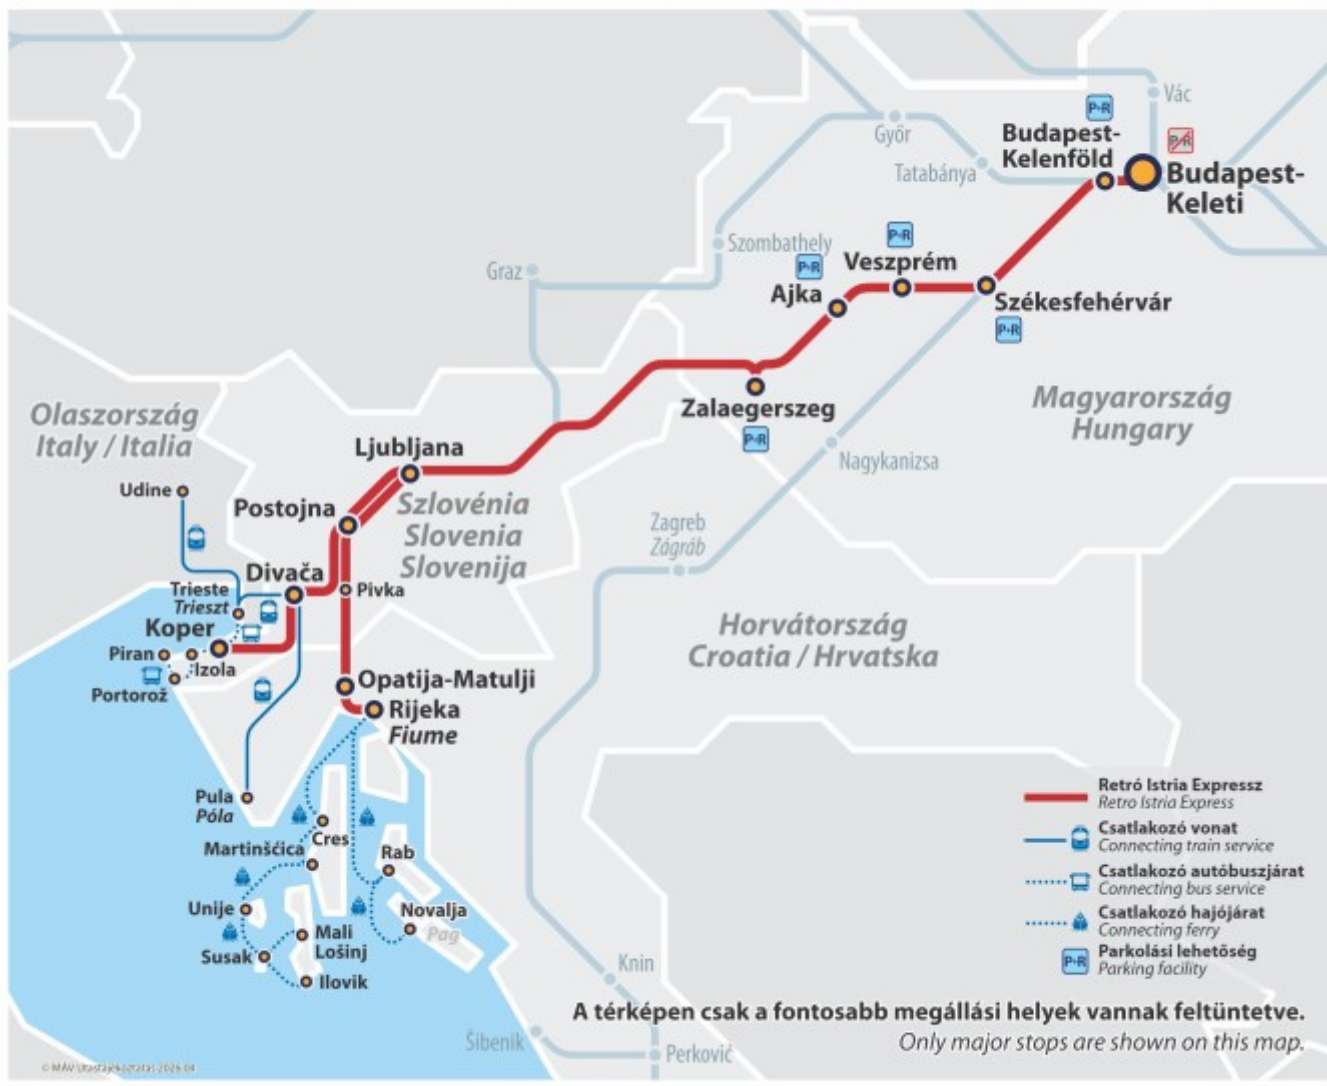 Vác
P+R
Győr
Budapest-
Kelenföld
P+R
Tatabánya
Budapest-
Keleti
P+R
Szombathely
Veszprém
P+R
Graz
Ajka
Székesfehérvár
P+R
Olaszország
Italy / Italia
Zalaegerszeg
P+R
Magyarország
Hungary
Ljubljana
Nagykanizsa
Udine
Postojna
Szlovénia
Slovenia
Slovenija
Zagreb
Zágráb
Divača
Trieste
Trieszt
Pivka
Koper
Piran
Izola
Portorož
Horvátország
Croatia / Hrvatska
Opatija-Matulji
Rijeka
Fiume
Pula
Póla
Cres
Martinšćica
Rab
Unije
Novalja
Pag
Mali
Lošinj
Susak
Ilovik
Knin
Šibenik
Perković
Retró Istria Expressz
Retro Istria Express
Csatlakozó vonat
Connecting train service
Csatlakozó autóbuszjárat
Connecting bus service
Csatlakozó hajójárat
Connecting ferry
P+R
Parkolási lehetőség
Parking facility
A térképen csak a fontosabb megállási helyek vannak feltüntetve.
Only major stops are shown on this map.
© MÁV Utastájékoztatás 2026.04.